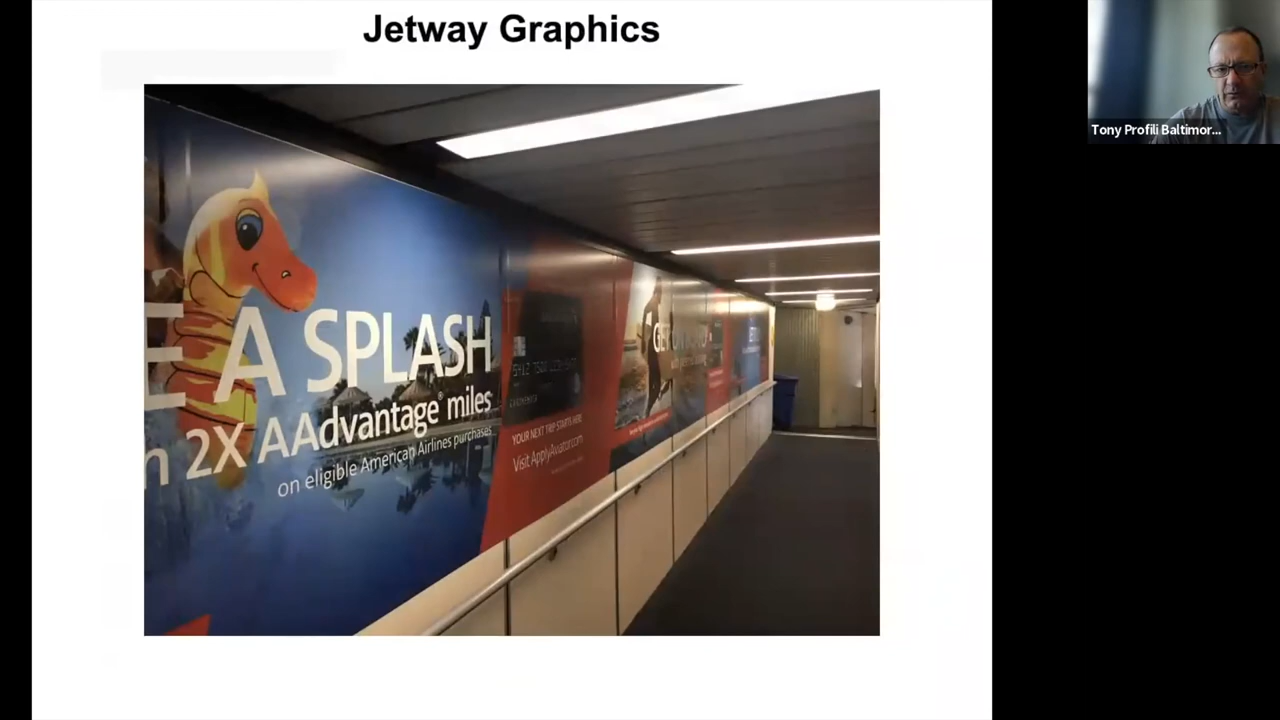 Jetway Graphics
Tony Profili Baltimor...
E A SPLASH
n 2X AAdvantage® miles
on eligible American Airlines purchases
YOUR NEXT TRIP STARTS HERE
Visit ApplyAviator.com
GET